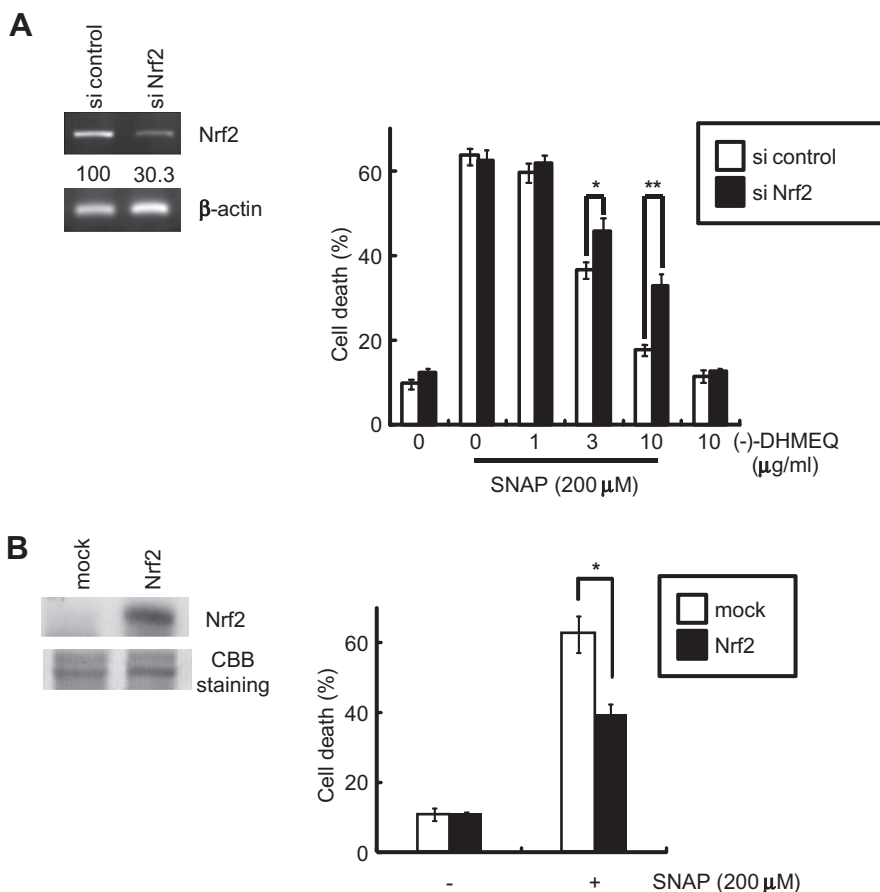 A
si control
si Nrf2
Nrf2
100 30.3
β-actin
Cell death (%)
60
40
20
0
*
**
si control
si Nrf2
0 0 1 3 10 10 (-)-DHMEQ
(μg/ml)
SNAP (200 μM)
B
mock
Nrf2
Nrf2
CBB
staining
Cell death (%)
60
40
20
0
*
mock
Nrf2
- + SNAP (200 μM)